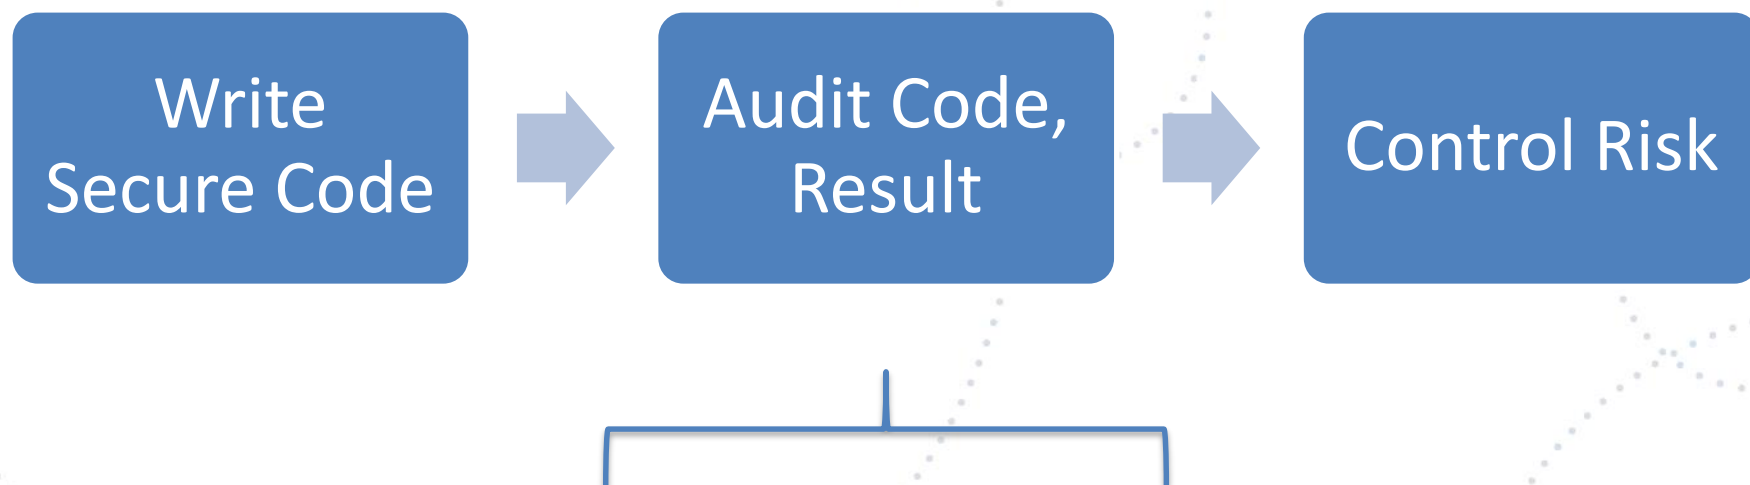 Write
Secure Code
Audit Code,
Result
Control Risk